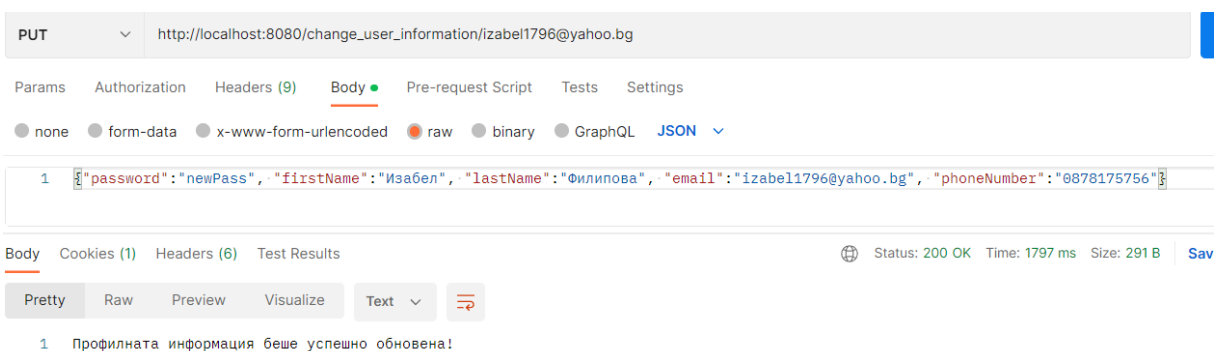 PUT http://localhost:8080/change_user_information/izabel1796@yahoo.bg
Params Authorization Headers (9) Body Pre-request Script Tests Settings
none form-data x-www-form-urlencoded raw binary GraphQL JSON
1 {"password":"newPass", "firstName":"Изабел", "lastName":"Филипова", "email":"izabel1796@yahoo.bg", "phoneNumber":"0878175756"}
Body Cookies (1) Headers (6) Test Results Status: 200 OK Time: 1797 ms Size: 291 B Sav
Pretty Raw Preview Visualize Text
1 Профилната информация беше успешно обновена!